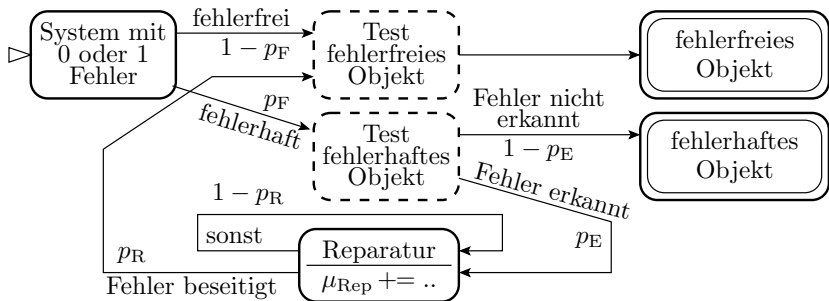 System mit
0 oder 1
Fehler
fehlerfrei
1 − p_F
p_F
fehlerhaft
Test
fehlerfreies
Objekt
fehlerfreies
Objekt
Test
fehlerhaftes
Objekt
Fehler nicht
erkannt
1 − p_E
fehlerhaftes
Objekt
Fehler erkannt
p_E
1 − p_R
sonst
p_R
Fehler beseitigt
Reparatur
μ_Rep += ..